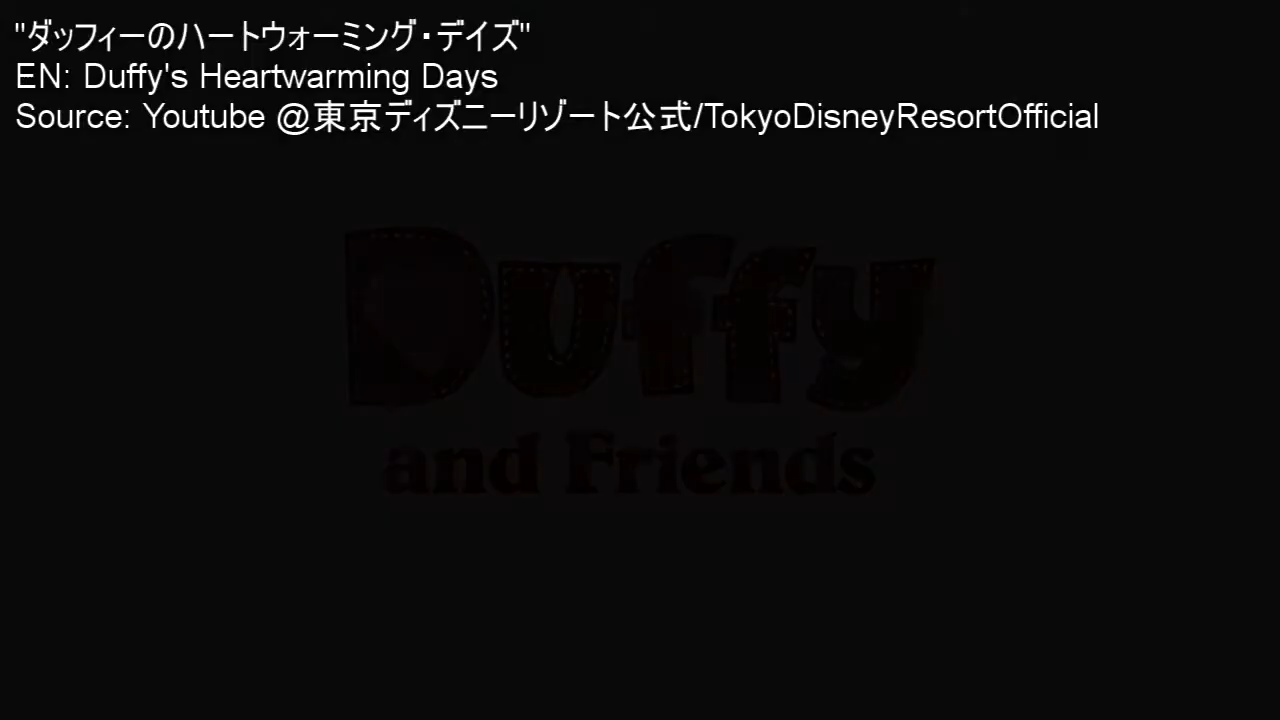 "ダッフィーのハートウォーミング・デイズ"
EN: Duffy's Heartwarming Days
Source: Youtube @東京ディズニーリゾート公式/TokyoDisneyResortOfficial
Duffy
and Friends